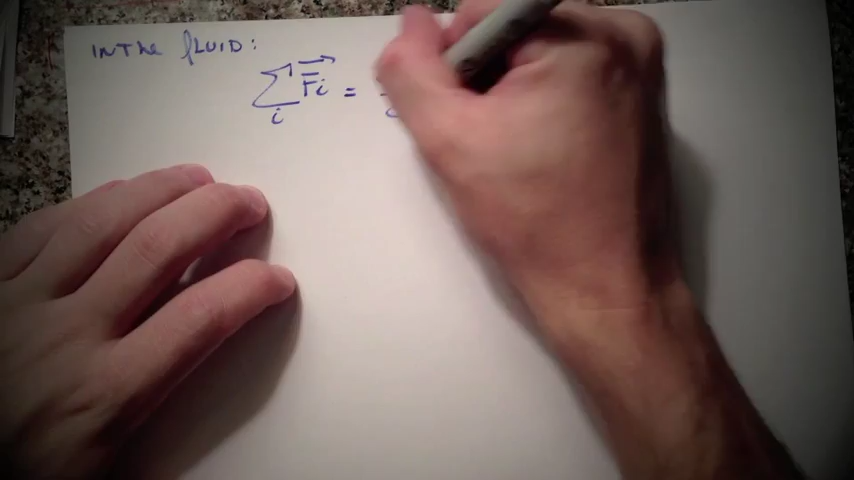 IN The fLUID:
∑ᵢ F⃗i =